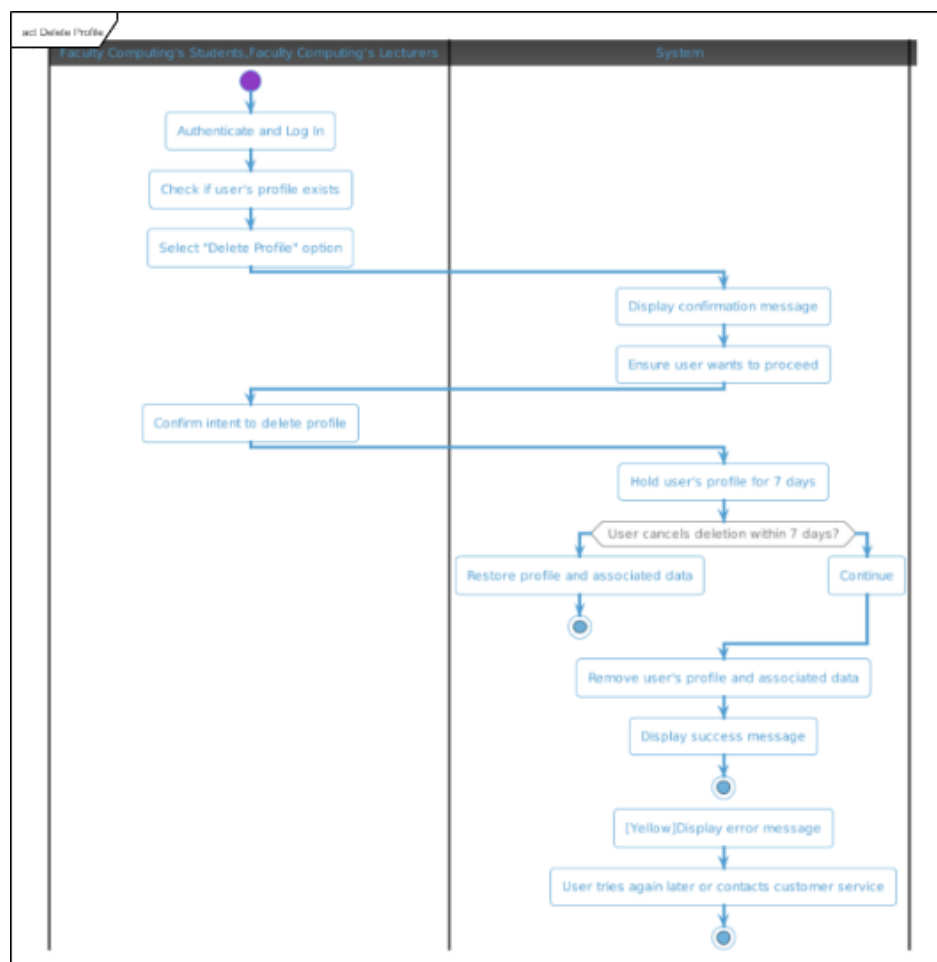 act Delete Profile
Faculty Computing's Students,Faculty Computing's Lecturers
System
Authenticate and Log In
Check if user's profile exists
Select "Delete Profile" option
Display confirmation message
Ensure user wants to proceed
Confirm intent to delete profile
Hold user's profile for 7 days
User cancels deletion within 7 days?
Restore profile and associated data
Continue
Remove user's profile and associated data
Display success message
[Yellow]Display error message
User tries again later or contacts customer service